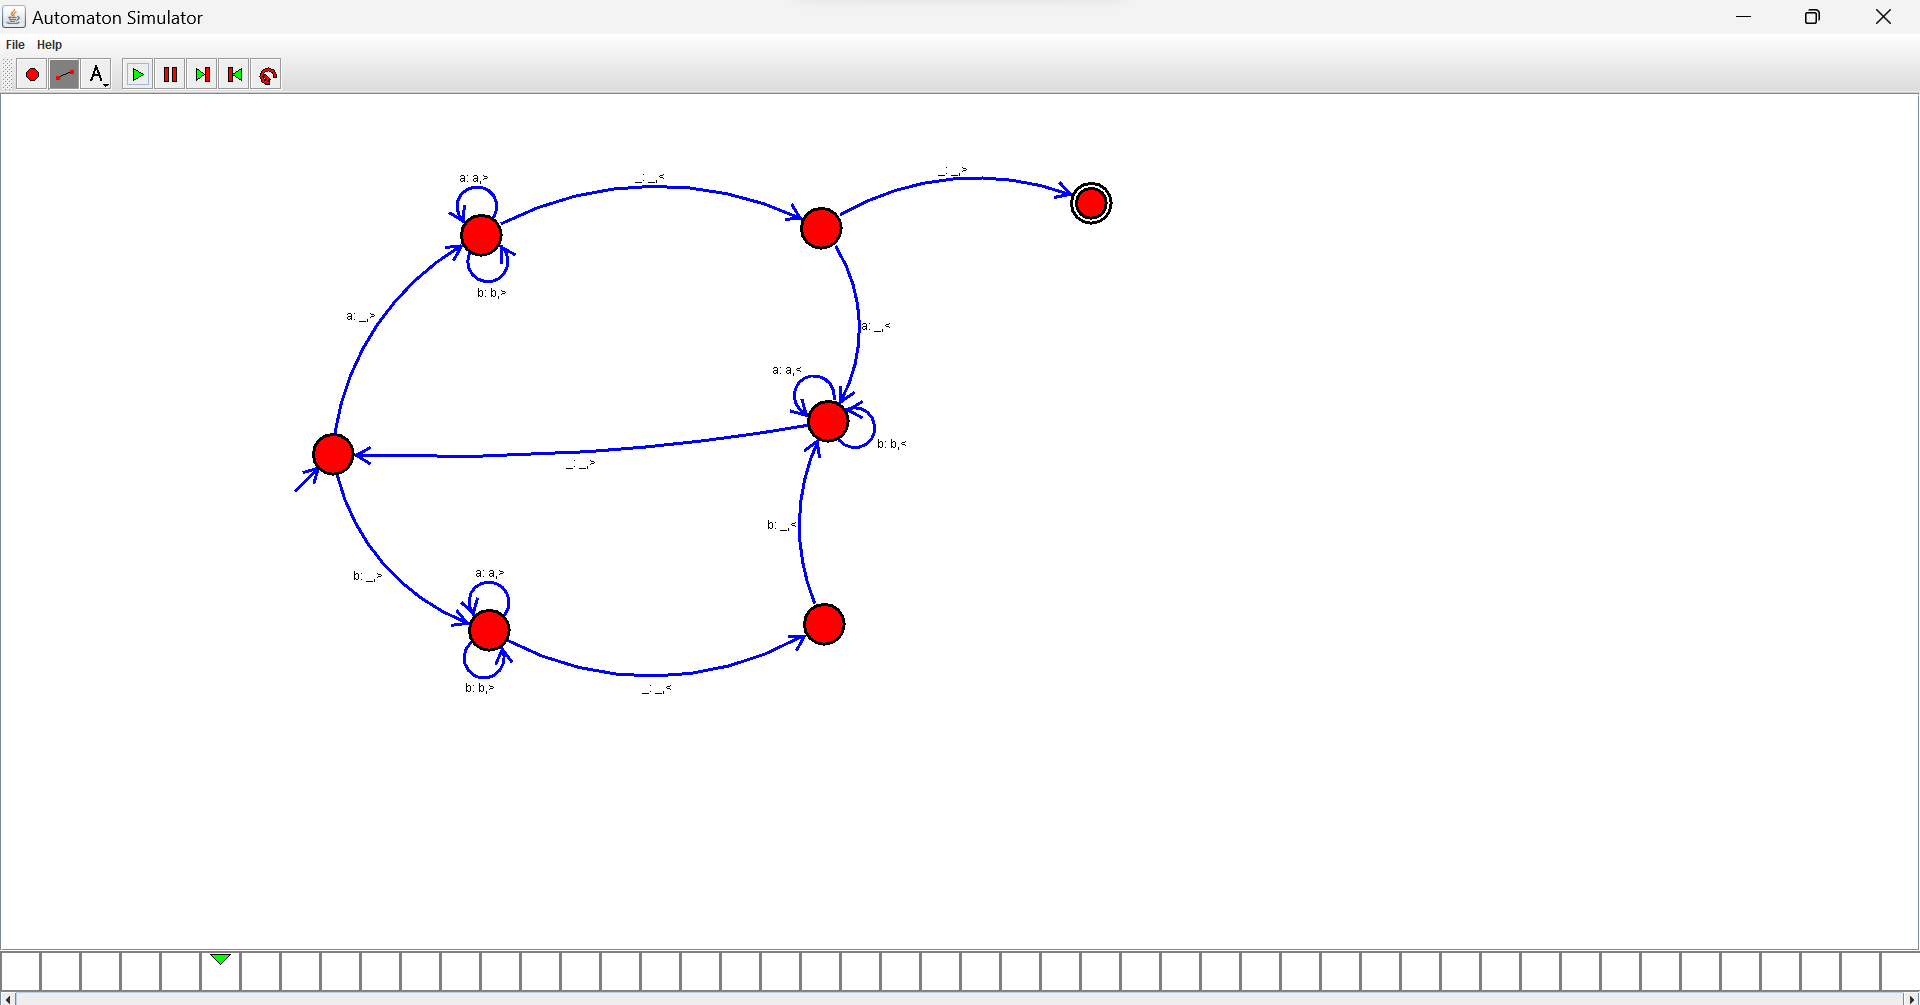 Automaton Simulator
File Help
A
_: _,>
a: a,>
_: _,<
b: b,>
a: _,>
a: _,<
a: a,<
b: b,<
_: _,>
b: _,<
a: a,>
b: _,>
b: b,>
_: _,<